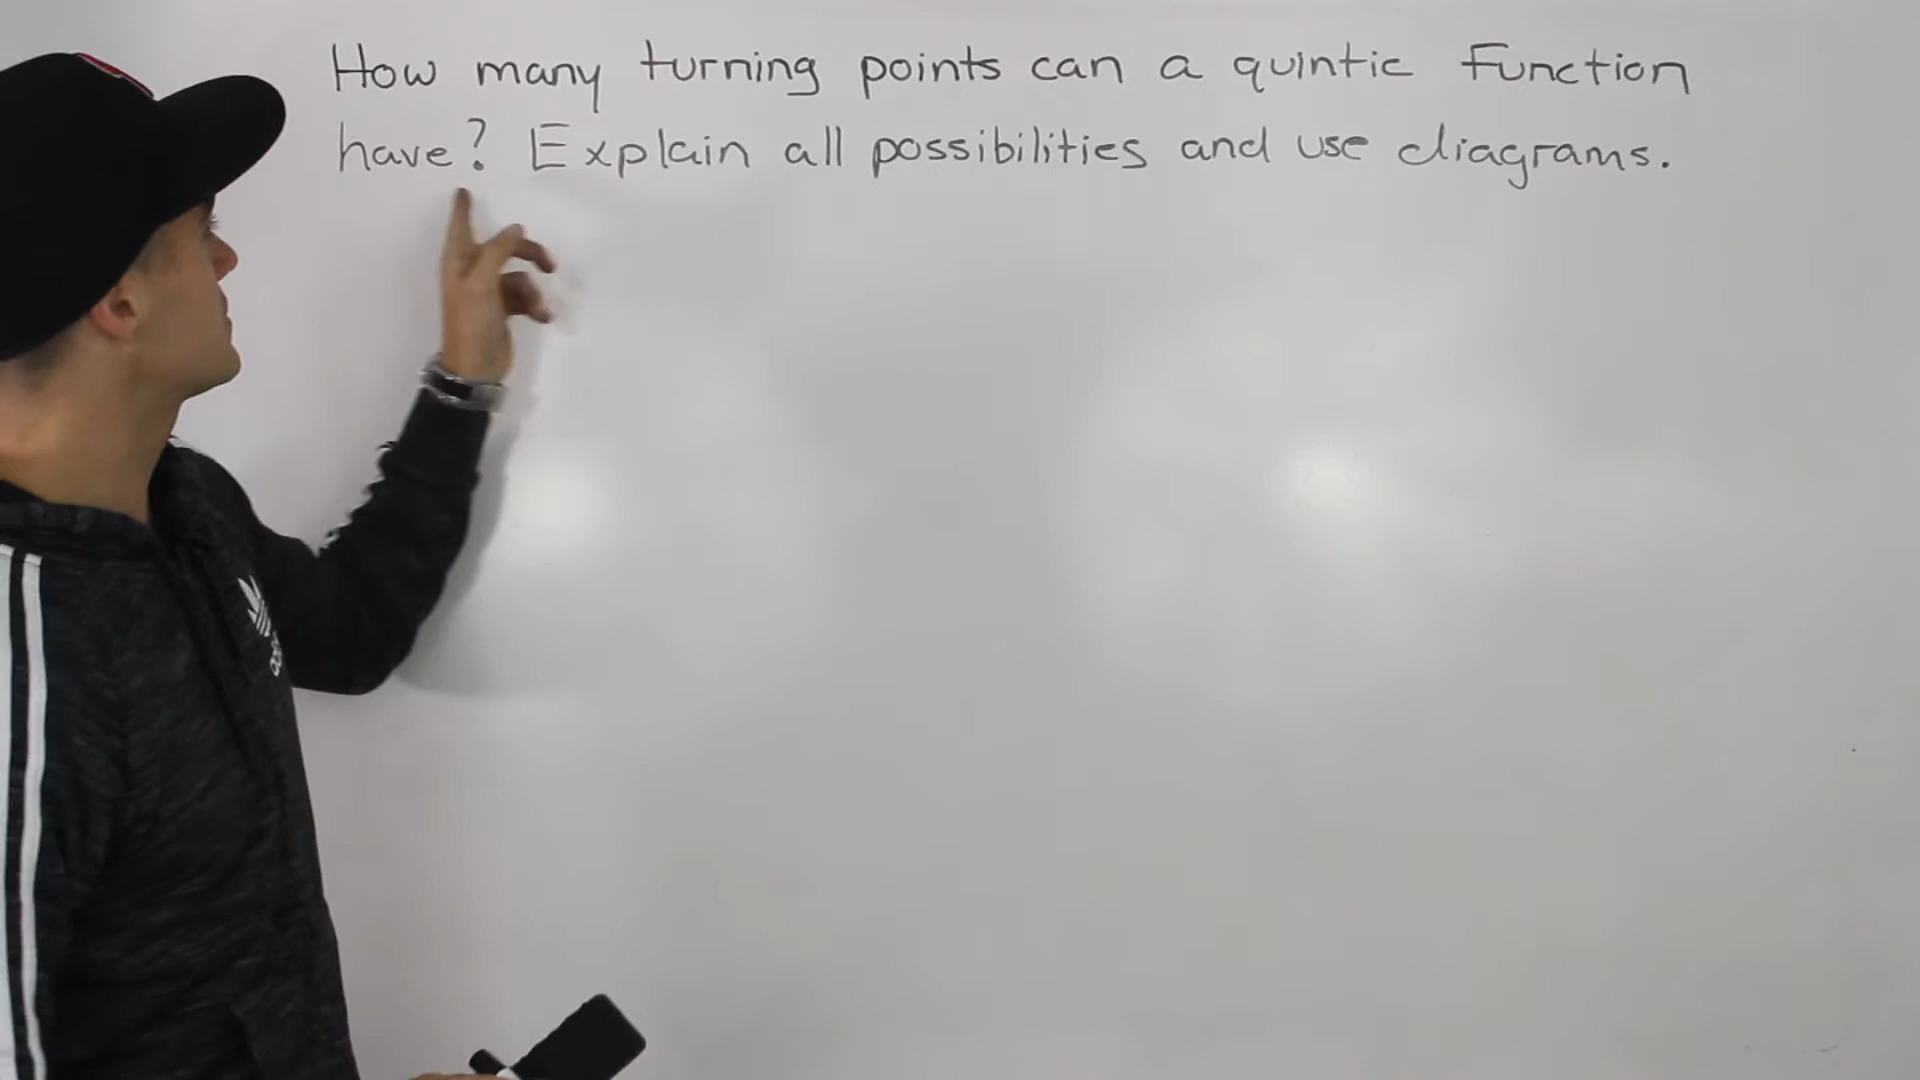 How many turning points can a quintic function
have? Explain all possibilities and use diagrams.